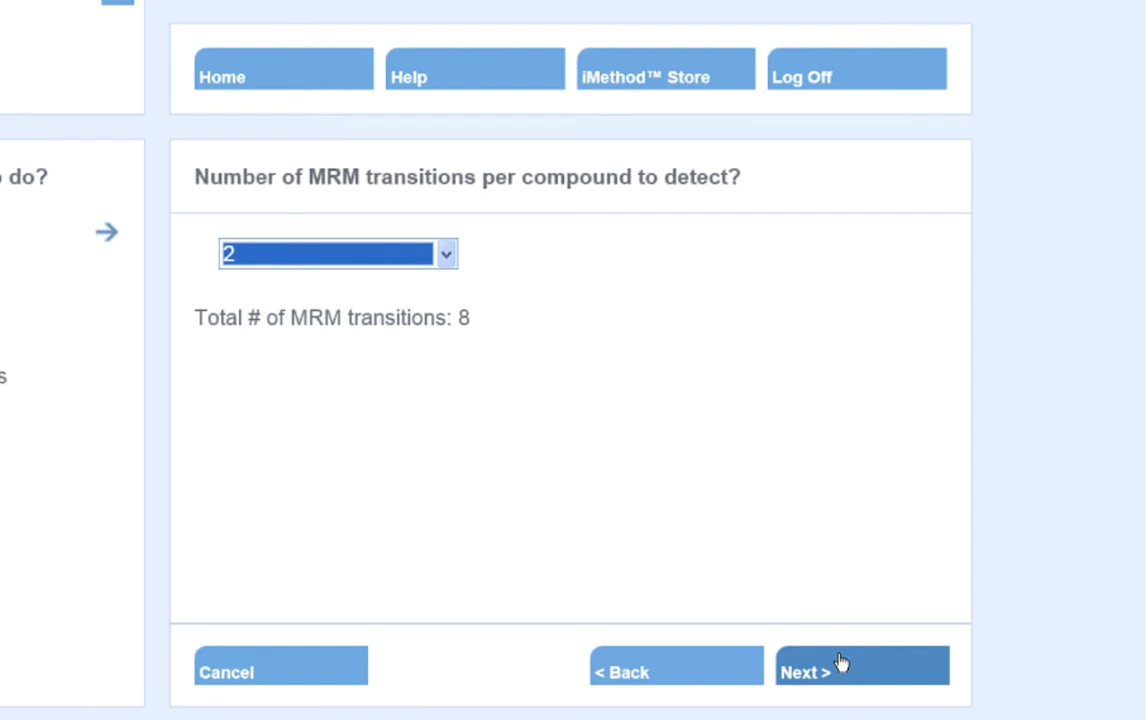 Home Help iMethod™ Store Log Off
do?
Number of MRM transitions per compound to detect?
2
Total # of MRM transitions: 8
s
Cancel < Back Next >